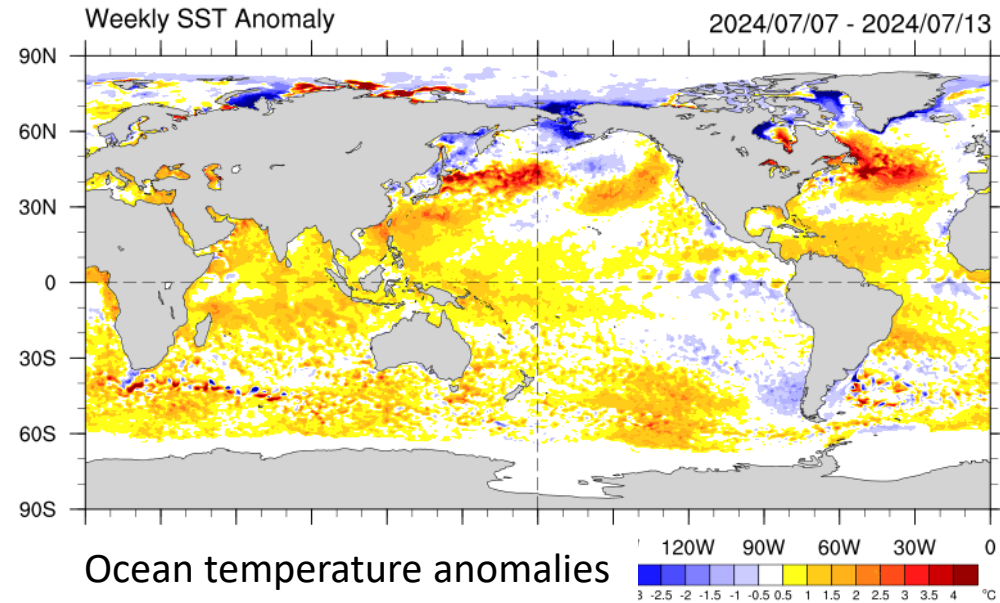 Weekly SST Anomaly 2024/07/07 - 2024/07/13
90N
60N
30N
0
30S
60S
90S
120W 90W 60W 30W 0
Ocean temperature anomalies
-2.5 -2 -1.5 -1 -0.5 0.5 1 1.5 2 2.5 3 3.5 4 °C